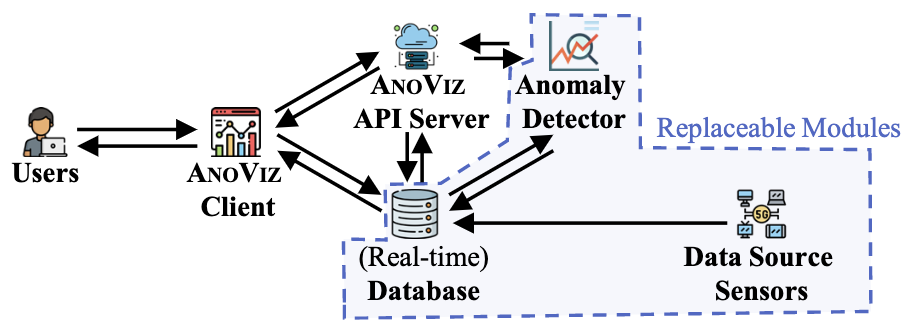 Users
ANOVIZ
Client
ANOVIZ
API Server
Anomaly
Detector
Replaceable Modules
(Real-time)
Database
5G
Data Source
Sensors